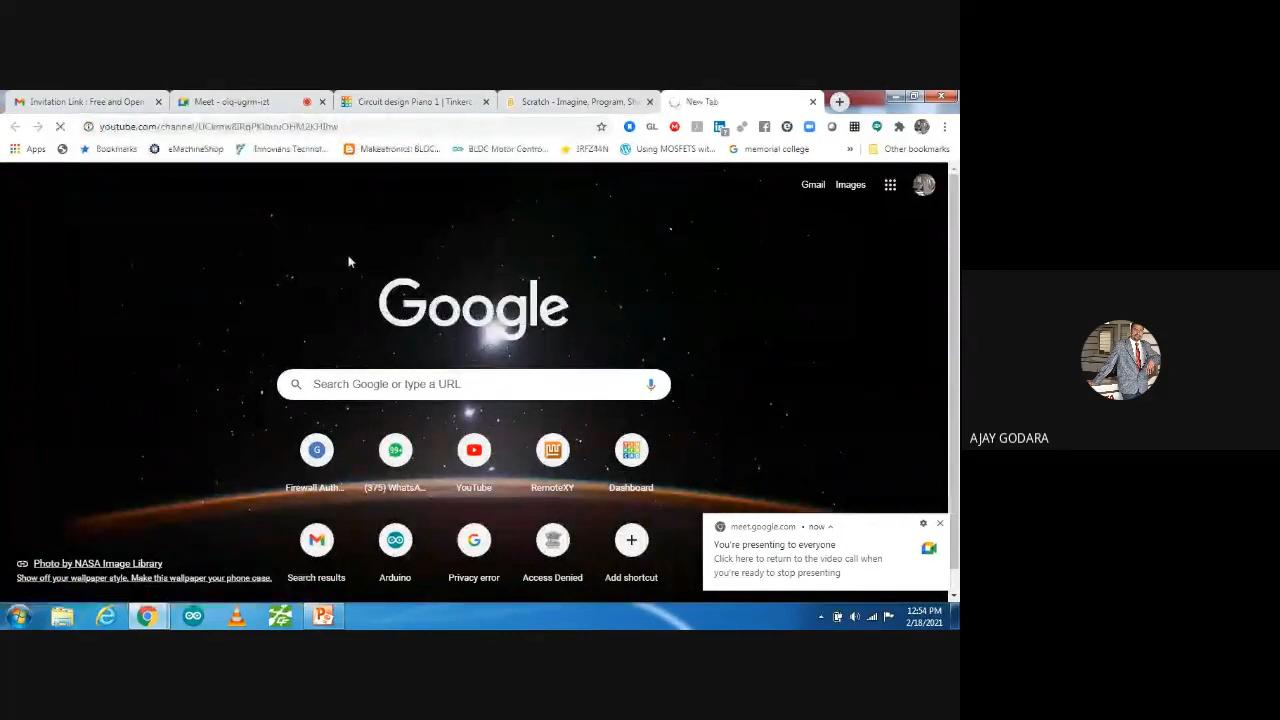 Invitation Link : Free and Open
Meet - oiq-ugrm-izt
Circuit design Piano 1 | Tinkerc
Scratch - Imagine, Program, Sh
New Tab
Apps
Bookmarks
eMachineShop
Innovians Technol...
Makeatronics: BLDC...
BLDC Motor Contro...
IRFZ44N
Using MOSFETS wit...
memorial college
»
Other bookmarks
Gmail
Images
Google
Search Google or type a URL
Firewall Auth...
(375) WhatsA...
YouTube
RemoteXY
Dashboard
Search results
Arduino
Privacy error
Access Denied
Add shortcut
Photo by NASA Image Library
Show off your wallpaper style. Make this wallpaper your phone case.
meet.google.com • now
You're presenting to everyone
Click here to return to the video call when
you're ready to stop presenting
12:54 PM
2/18/2021
AJAY GODARA